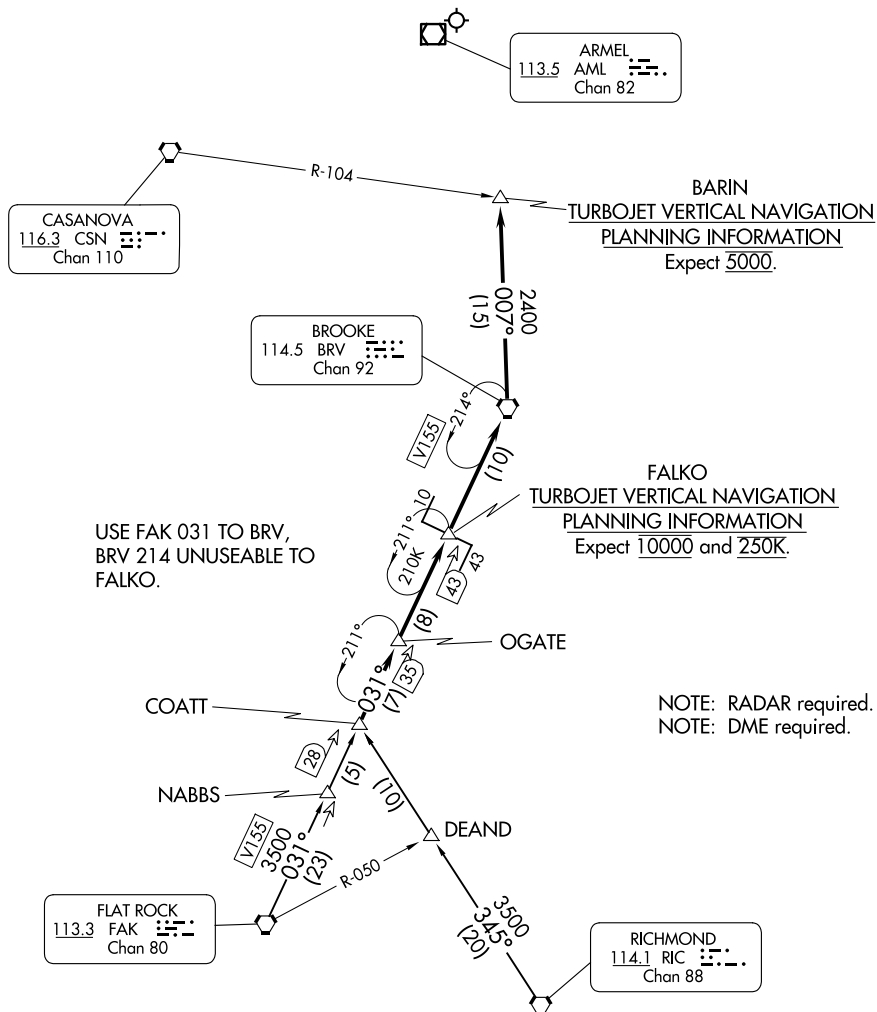 ARMEL
113.5 AML
Chan 82
R-104
CASANOVA
116.3 CSN
Chan 110
BARIN
TURBOJET VERTICAL NAVIGATION
PLANNING INFORMATION
Expect 5000.
2400
007°
(15)
BROOKE
114.5 BRV
Chan 92
214°
V155
(10)
FALKO
TURBOJET VERTICAL NAVIGATION
PLANNING INFORMATION
Expect 10000 and 250K.
10
211°
210K
43
43
USE FAK 031 TO BRV,
BRV 214 UNUSEABLE TO
FALKO.
(8)
OGATE
211°
35
031°
(7)
NOTE: RADAR required.
NOTE: DME required.
COATT
28
(5)
(10)
NABBS
DEAND
V155
3500
031°
(23)
R-050
3500
345°
(20)
FLAT ROCK
113.3 FAK
Chan 80
RICHMOND
114.1 RIC
Chan 88